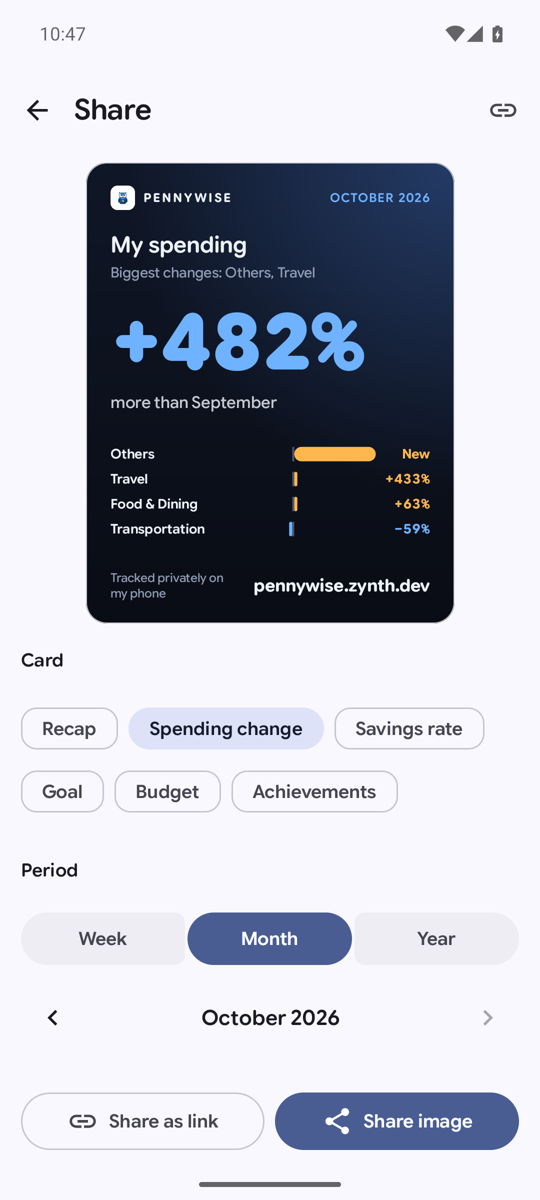 10:47
Share
PENNYWISE
OCTOBER 2026
My spending
Biggest changes: Others, Travel
+482%
more than September
Others New
Travel +433%
Food & Dining +63%
Transportation −59%
Tracked privately on
my phone
pennywise.zynth.dev
Card
Recap
Spending change
Savings rate
Goal
Budget
Achievements
Period
Week
Month
Year
October 2026
Share as link
Share image